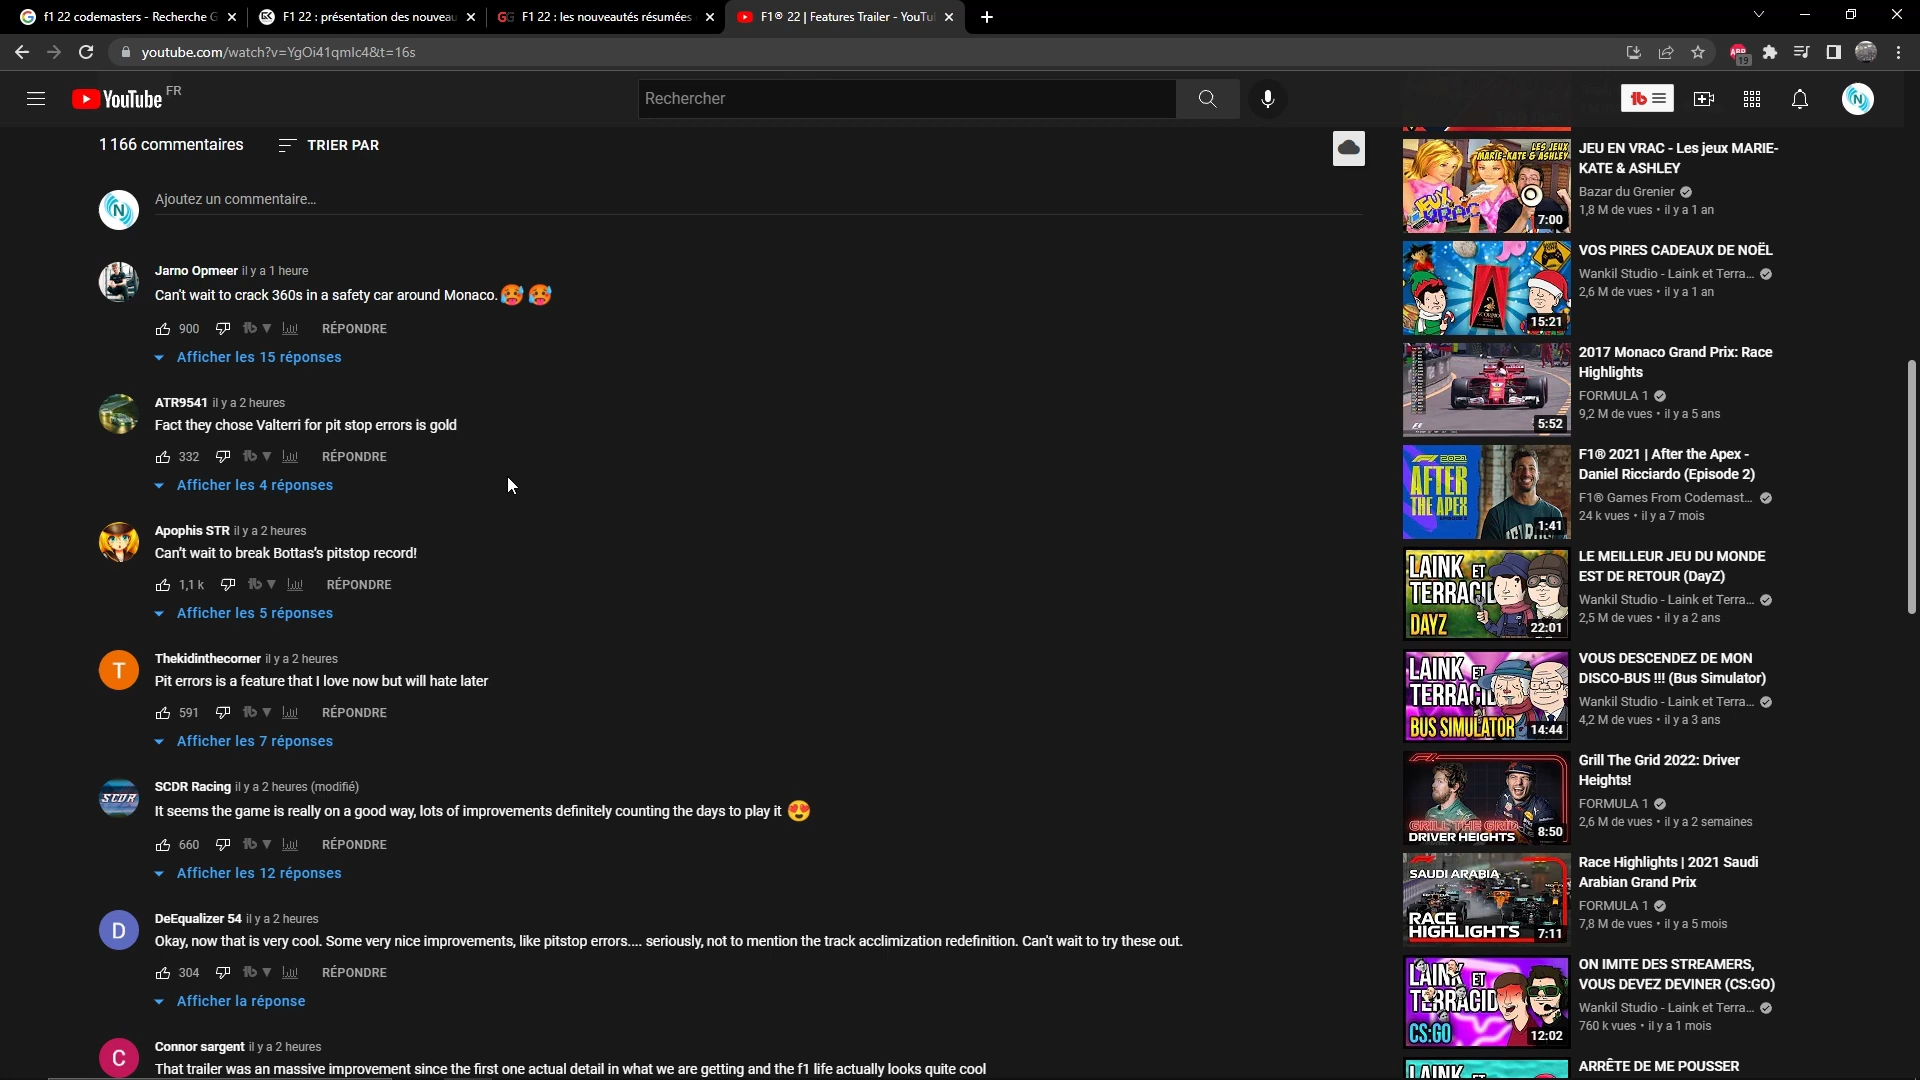 f1 22 codemasters - Recherche G
F1 22 : présentation des nouveau
F1 22 : les nouveautés résumées
F1® 22 | Features Trailer - YouTu
youtube.com/watch?v=YgOi41qmlc4&t=16s
ABP
19
YouTube FR
Rechercher
1 166 commentaires
TRIER PAR
Ajoutez un commentaire...
Jarno Opmeer il y a 1 heure
Can't wait to crack 360s in a safety car around Monaco. 🥵🥵
900 RÉPONDRE
Afficher les 15 réponses
ATR9541 il y a 2 heures
Fact they chose Valterri for pit stop errors is gold
332 RÉPONDRE
Afficher les 4 réponses
Apophis STR il y a 2 heures
Can't wait to break Bottas's pitstop record!
1,1 k RÉPONDRE
Afficher les 5 réponses
T
Thekidinthecorner il y a 2 heures
Pit errors is a feature that I love now but will hate later
591 RÉPONDRE
Afficher les 7 réponses
SCDR
SCDR Racing il y a 2 heures (modifié)
It seems the game is really on a good way, lots of improvements definitely counting the days to play it 😍
660 RÉPONDRE
Afficher les 12 réponses
D
DeEqualizer 54 il y a 2 heures
Okay, now that is very cool. Some very nice improvements, like pitstop errors.... seriously, not to mention the track acclimization redefinition. Can't wait to try these out.
304 RÉPONDRE
Afficher la réponse
C
Connor sargent il y a 2 heures
That trailer was an massive improvement since the first one actual detail in what we are getting and the f1 life actually looks quite cool
LES JEUX
MARIE-KATE & ASHLEY
JEUX
VRAC
7:00
JEU EN VRAC - Les jeux MARIE-
KATE & ASHLEY
Bazar du Grenier
1,8 M de vues • il y a 1 an
15:21
VOS PIRES CADEAUX DE NOËL
Wankil Studio - Laink et Terra...
2,6 M de vues • il y a 1 an
5:52
2017 Monaco Grand Prix: Race
Highlights
FORMULA 1
9,2 M de vues • il y a 5 ans
2021
AFTER
THE APEX
1:41
F1® 2021 | After the Apex -
Daniel Ricciardo (Episode 2)
F1® Games From Codemast...
24 k vues • il y a 7 mois
LAINK ET
TERRACID
DAYZ
22:01
LE MEILLEUR JEU DU MONDE
EST DE RETOUR (DayZ)
Wankil Studio - Laink et Terra...
2,5 M de vues • il y a 2 ans
LAINK ET
TERRACID
BUS SIMULATOR
14:44
VOUS DESCENDEZ DE MON
DISCO-BUS !!! (Bus Simulator)
Wankil Studio - Laink et Terra...
4,2 M de vues • il y a 3 ans
GRILL THE GRID
DRIVER HEIGHTS
8:50
Grill The Grid 2022: Driver
Heights!
FORMULA 1
2,6 M de vues • il y a 2 semaines
SAUDI ARABIA
RACE
HIGHLIGHTS
7:11
Race Highlights | 2021 Saudi
Arabian Grand Prix
FORMULA 1
7,8 M de vues • il y a 5 mois
LAINK ET
TERRACID
CS:GO
12:02
ON IMITE DES STREAMERS,
VOUS DEVEZ DEVINER (CS:GO)
Wankil Studio - Laink et Terra...
760 k vues • il y a 1 mois
LAINK ET
ARRÊTE DE ME POUSSER